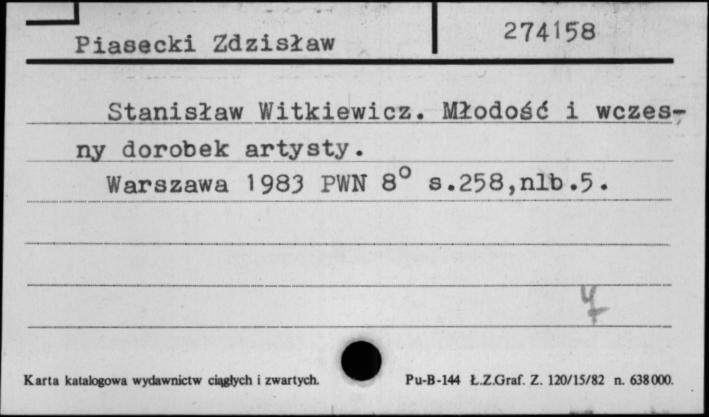 Piasecki Zdzisław 274158
Stanisław Witkiewicz. Młodość i wczes-
ny dorobek artysty.
Warszawa 1983 PWN 8° s.258,nlb.5.
4
Karta katalogowa wydawnictw ciągłych i zwartych. Pu-B-144 Ł.Z.Graf. Z. 120/15/82 n. 638000.